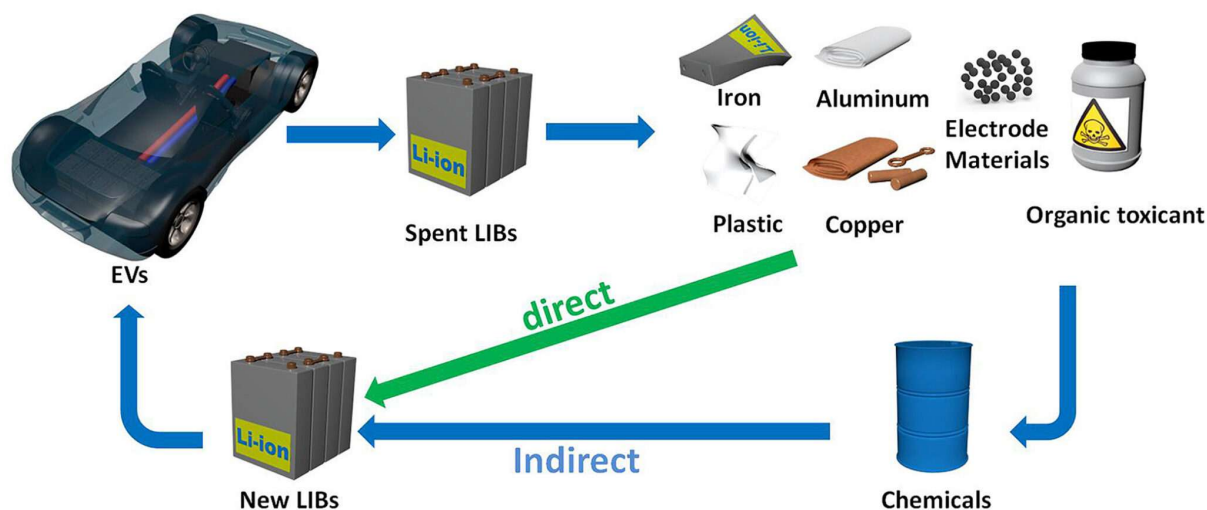 Li-ion
Iron
Aluminum
Electrode
Materials
Li-ion
Plastic
Copper
Organic toxicant
Spent LIBs
EVs
direct
Li-ion
Indirect
New LIBs
Chemicals